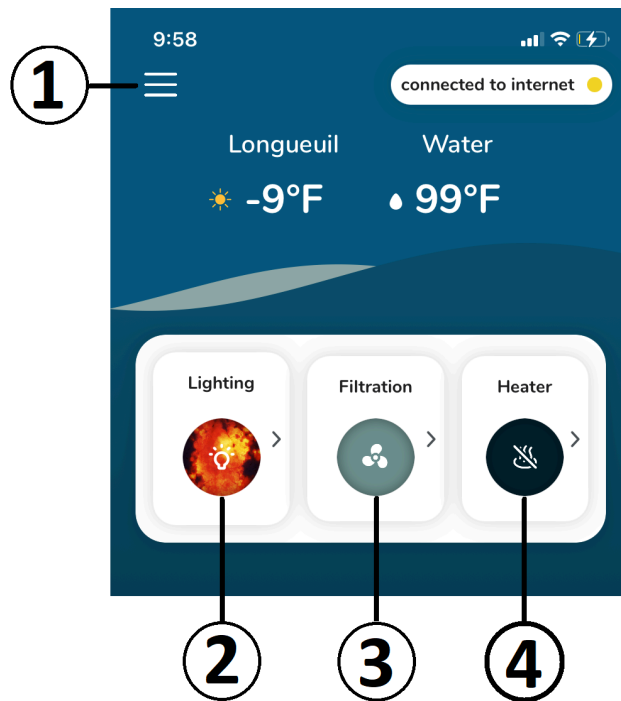 9:58
1
connected to internet
Longueuil Water
-9°F 99°F
Lighting Filtration Heater
2 3 4